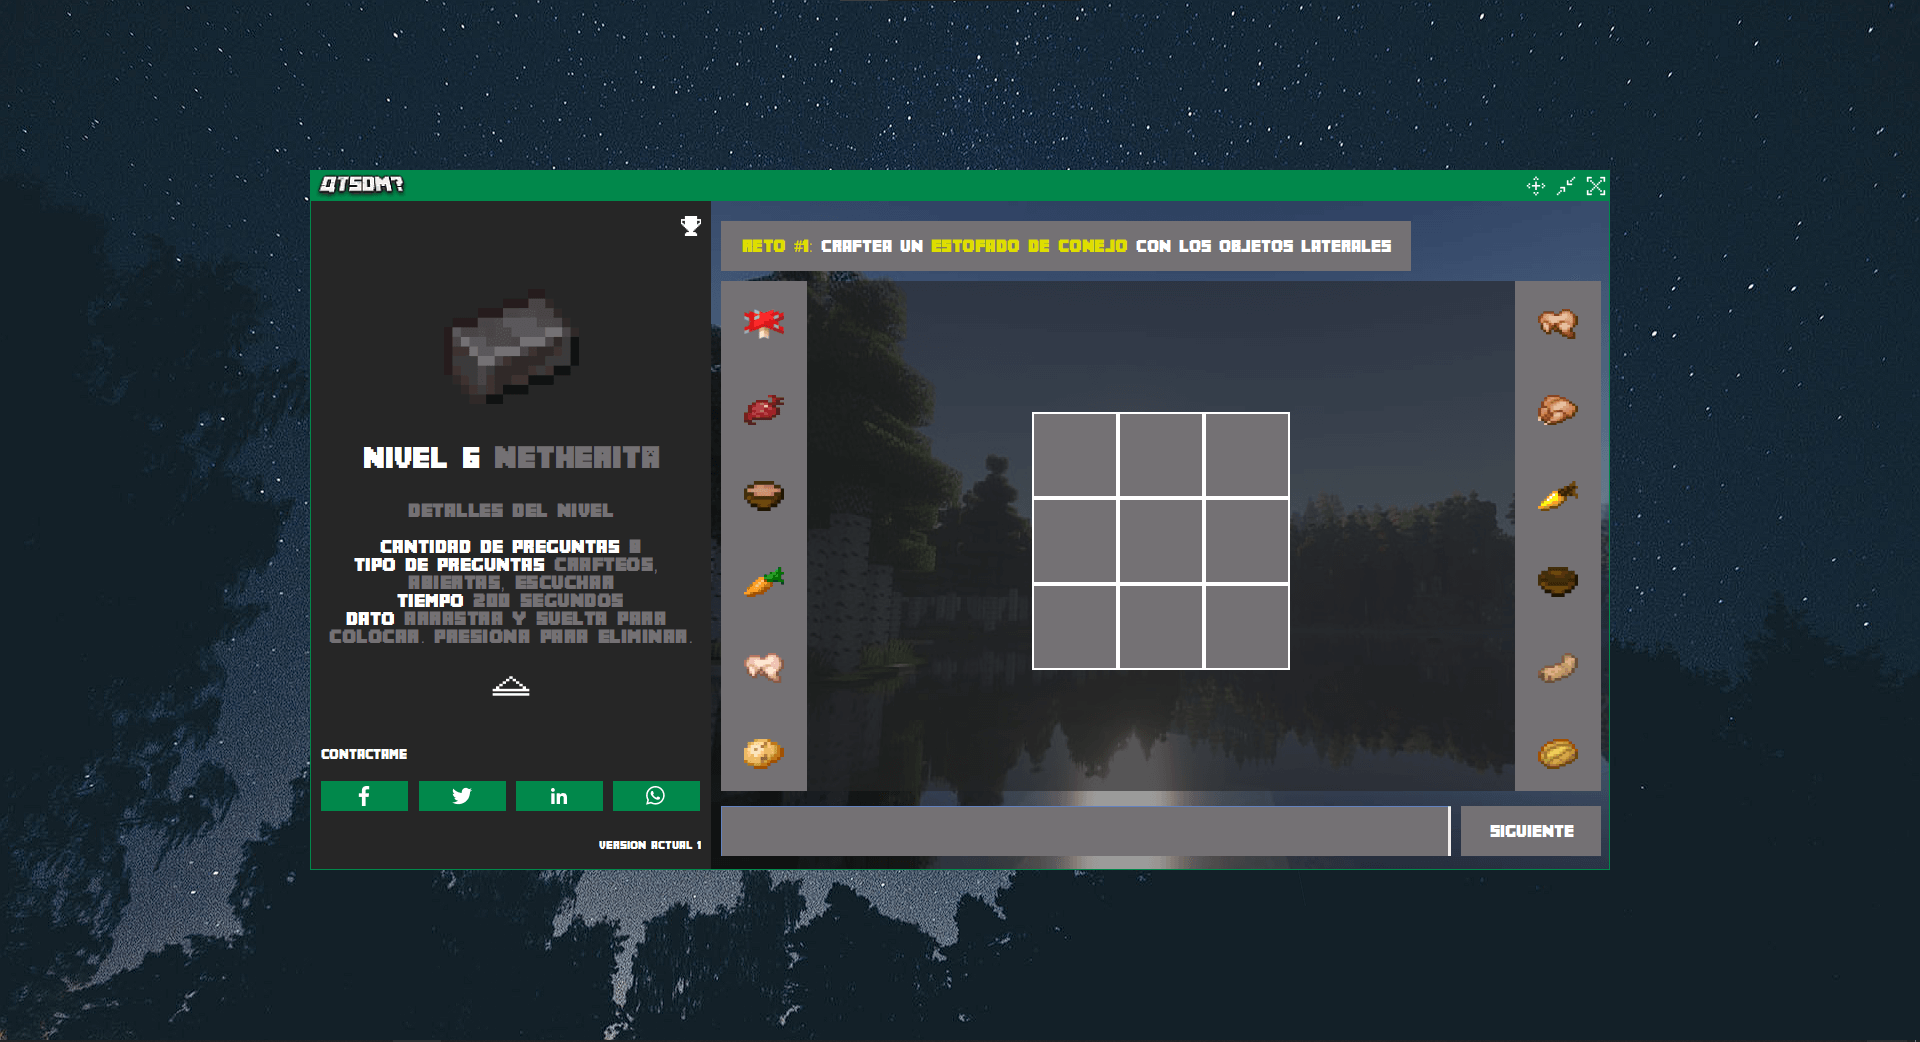 QTSDM?
RETO #1: CRAFTEA UN ESTOFADO DE CONEJO CON LOS OBJETOS LATERALES
NIVEL 6 NETHERITA
DETALLES DEL NIVEL
CANTIDAD DE PREGUNTAS
TIPO DE PREGUNTAS CRAFTEOS,
ABIERTAS, ESCUCHAR
TIEMPO 200 SEGUNDOS
DATO ARRASTRA Y SUELTA PARA
COLOCAR. PRESIONA PARA ELIMINAR.
CONTACTAME
VERSION ACTUAL 1
SIGUIENTE